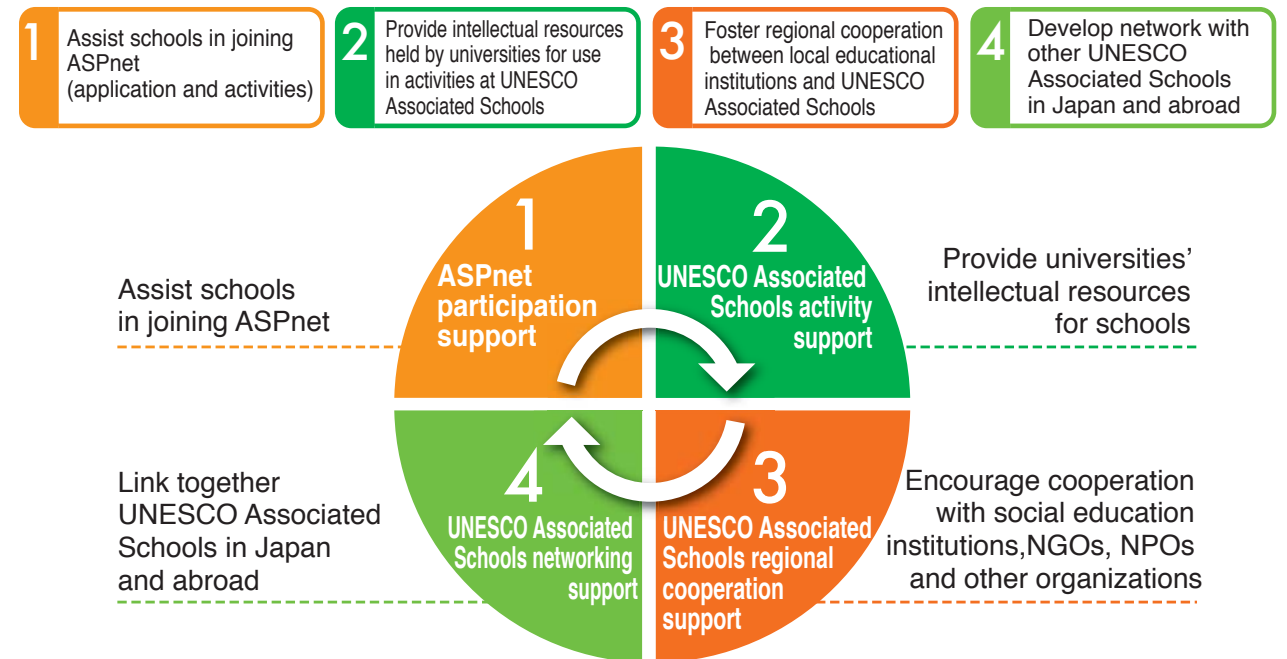 1
Assist schools in joining
ASPnet
(application and activities)
2
Provide intellectual resources
held by universities for use
in activities at UNESCO
Associated Schools
3
Foster regional cooperation
between local educational
institutions and UNESCO
Associated Schools
4
Develop network with
other UNESCO
Associated Schools
in Japan and abroad
1
ASPnet
participation
support
Assist schools
in joining ASPnet
2
UNESCO Associated
Schools activity
support
Provide universities’
intellectual resources
for schools
4
UNESCO Associated
Schools networking
support
Link together
UNESCO Associated
Schools in Japan
and abroad
3
UNESCO Associated
Schools regional
cooperation
support
Encourage cooperation
with social education
institutions,NGOs, NPOs
and other organizations